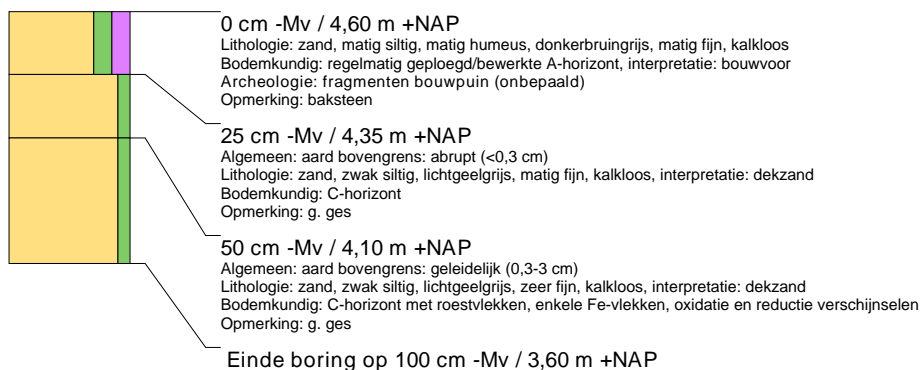 0 cm -Mv / 4,60 m +NAP
Lithologie: zand, matig siltig, matig humeus, donkerbruingrijs, matig fijn, kalkloos
Bodemkundig: regelmatig geploegd/bewerkte A-horizont, interpretatie: bouwvoor
Archeologie: fragmenten bouwpuin (onbepaald)
Opmerking: baksteen
25 cm -Mv / 4,35 m +NAP
Algemeen: aard bovengrens: abrupt (<0,3 cm)
Lithologie: zand, zwak siltig, lichtgeelgrijs, matig fijn, kalkloos, interpretatie: dekzand
Bodemkundig: C-horizont
Opmerking: g. ges
50 cm -Mv / 4,10 m +NAP
Algemeen: aard bovengrens: geleidelijk (0,3-3 cm)
Lithologie: zand, zwak siltig, lichtgeelgrijs, zeer fijn, kalkloos, interpretatie: dekzand
Bodemkundig: C-horizont met roestvlekken, enkele Fe-vlekken, oxidatie en reductie verschijnselen
Opmerking: g. ges
Einde boring op 100 cm -Mv / 3,60 m +NAP